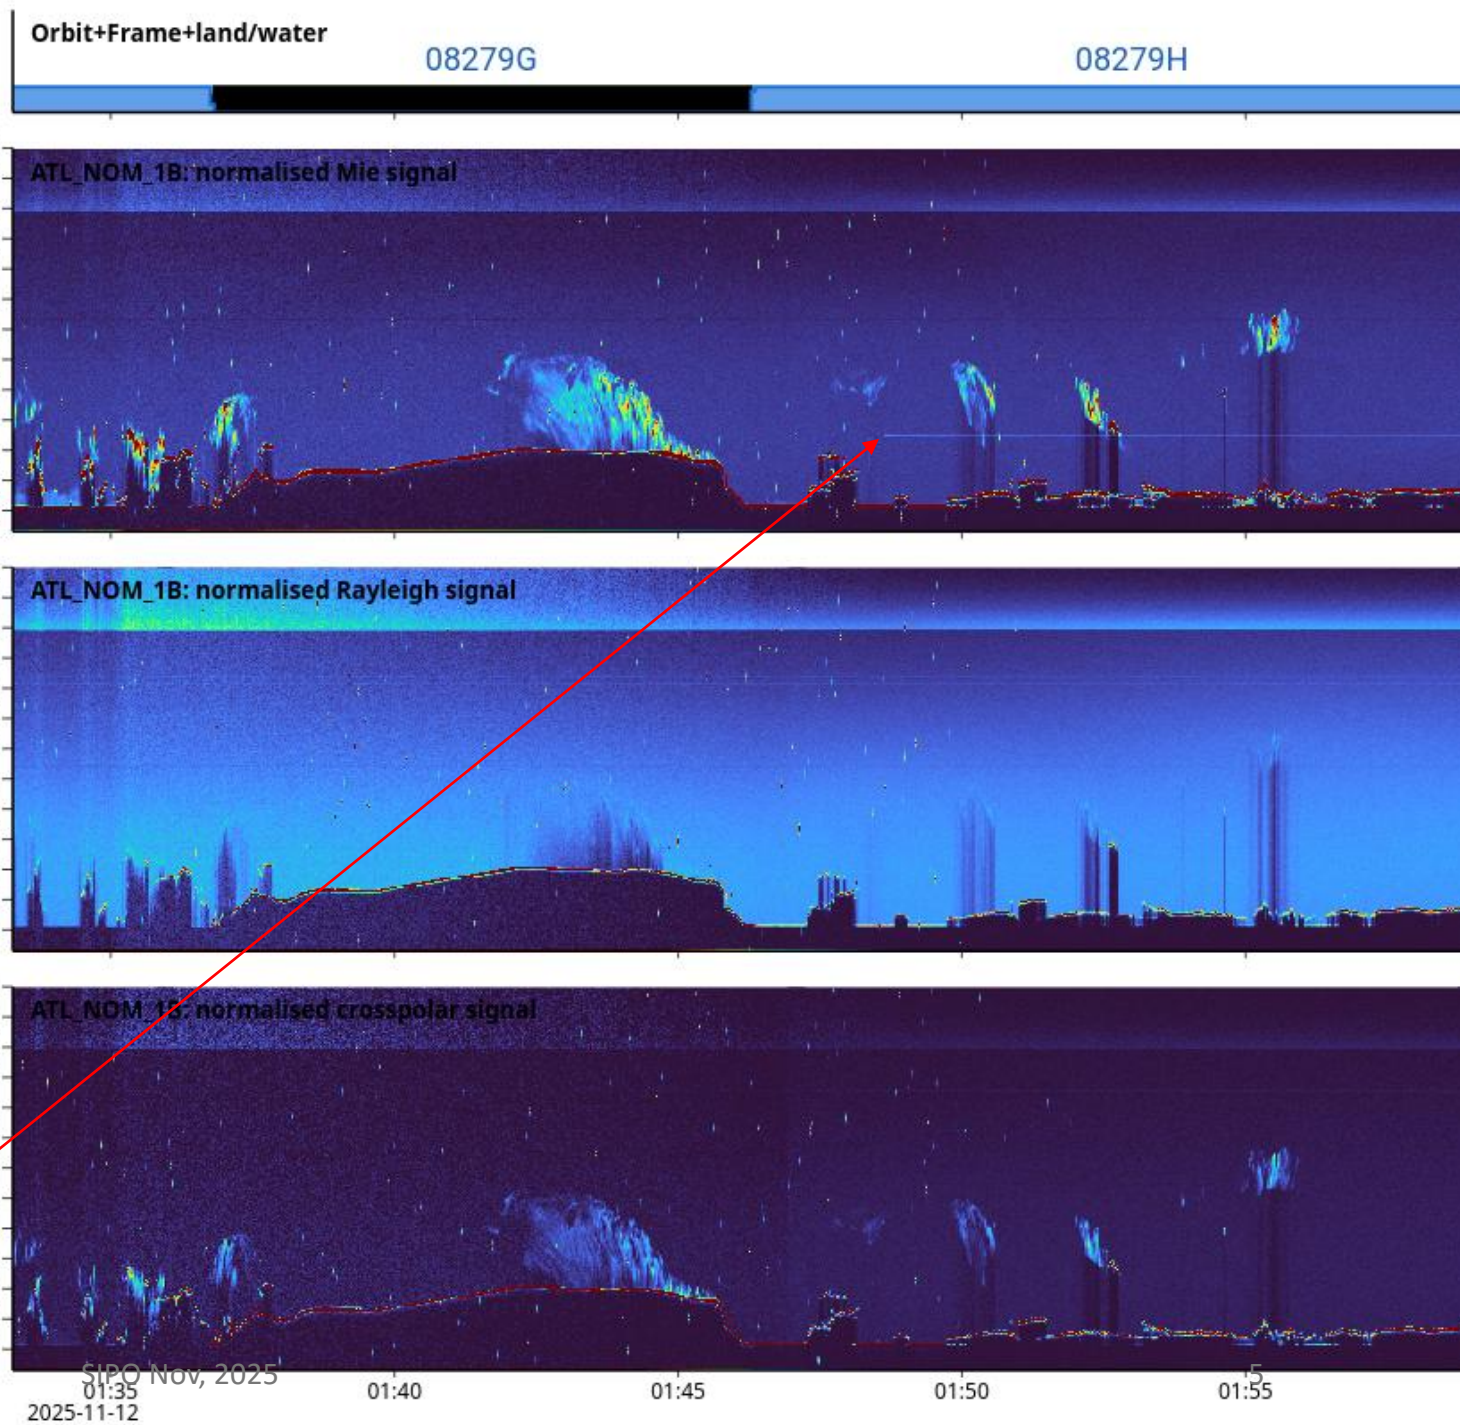 Orbit+Frame+land/water
08279G 08279H
ATL_NOM_1B: normalised Mie signal
ATL_NOM_1B: normalised Rayleigh signal
ATL_NOM_1B: normalised crosspolar signal
SIPO Nov, 2025 5
01:35 01:40 01:45 01:50 01:55
2025-11-12